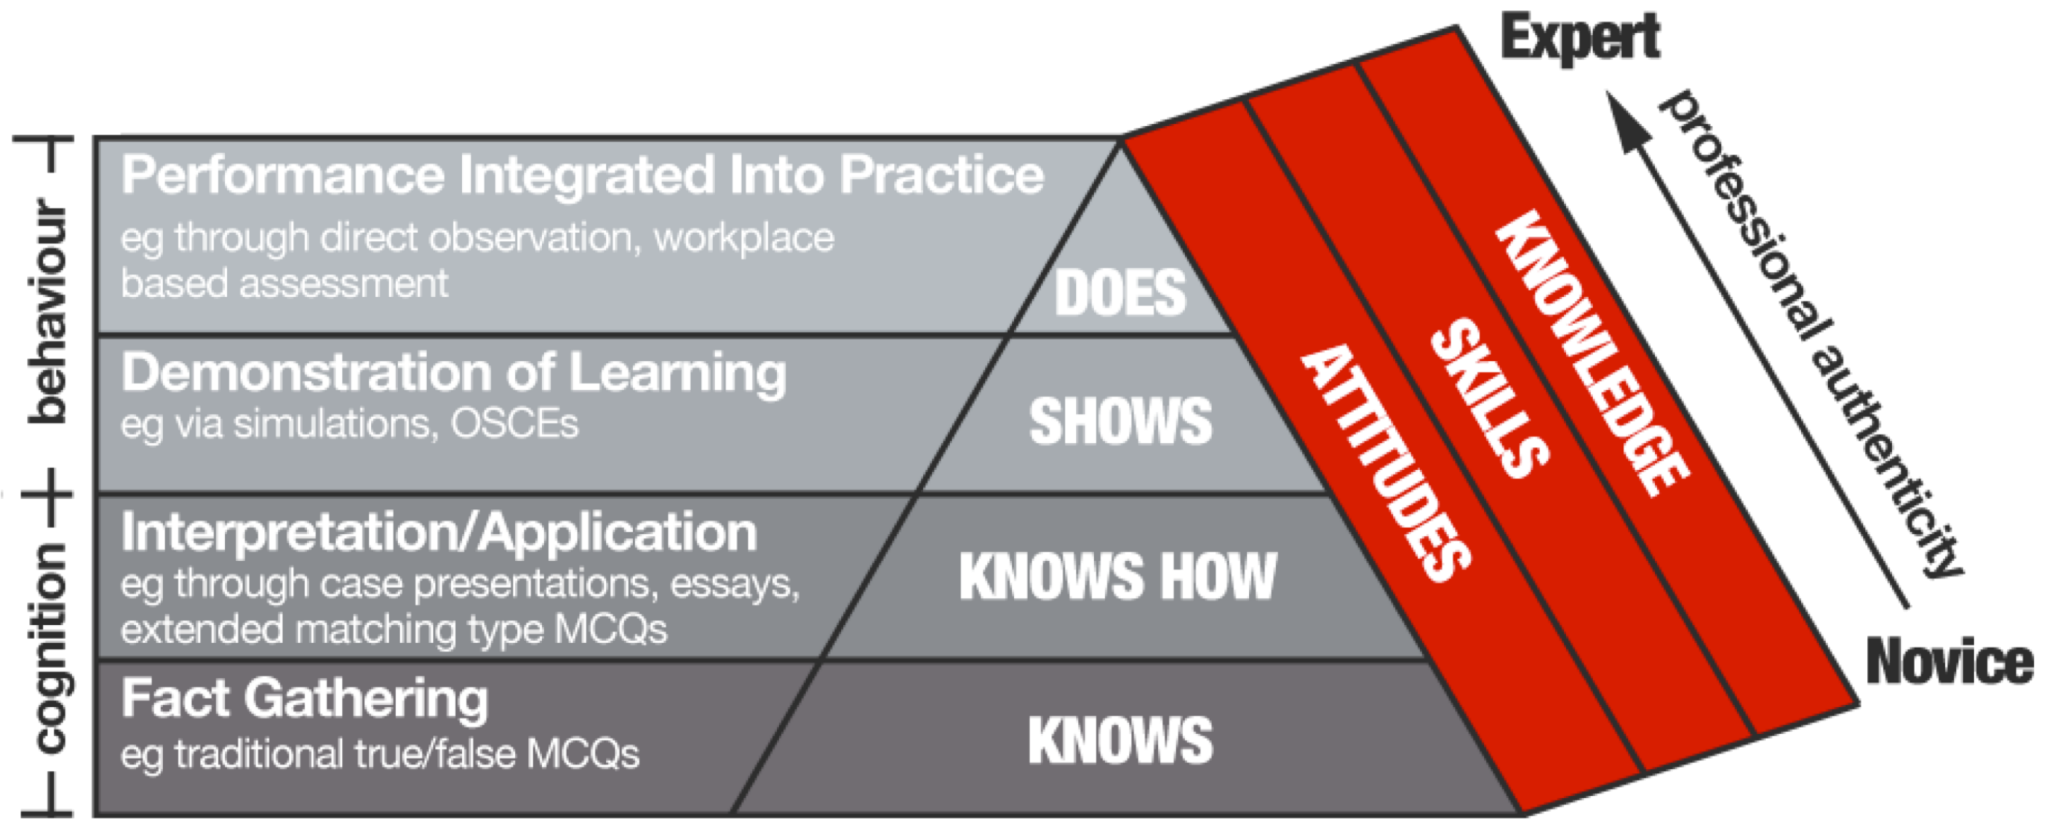 Expert
professional authenticity
Novice
behaviour
cognition
Performance Integrated Into Practice
eg through direct observation, workplace
based assessment
DOES
Demonstration of Learning
eg via simulations, OSCEs
SHOWS
Interpretation/Application
eg through case presentations, essays,
extended matching type MCQs
KNOWS HOW
Fact Gathering
eg traditional true/false MCQs
KNOWS
ATTITUDES
SKILLS
KNOWLEDGE